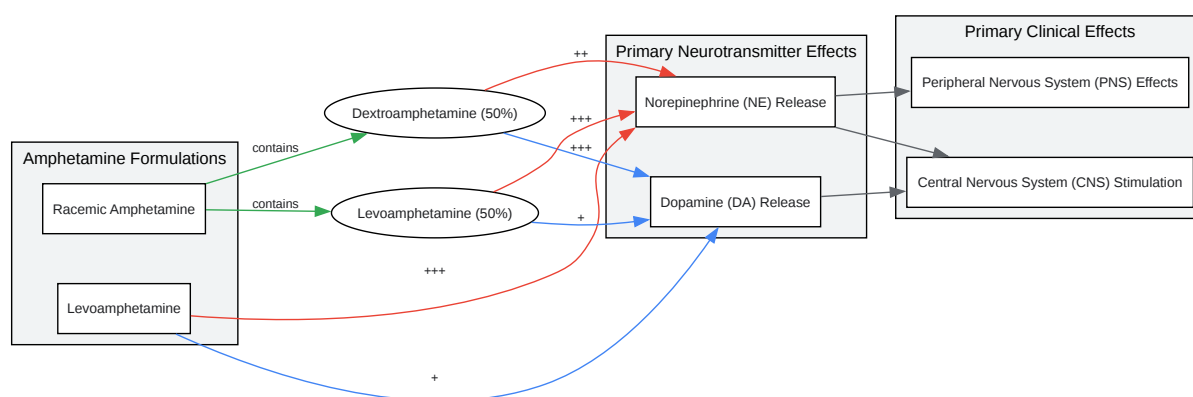 Amphetamine Formulations
Racemic Amphetamine
Levoamphetamine
contains
contains
Dextroamphetamine (50%)
Levoamphetamine (50%)
++
+++
+++
+
+++
+
Primary Neurotransmitter Effects
Norepinephrine (NE) Release
Dopamine (DA) Release
Primary Clinical Effects
Peripheral Nervous System (PNS) Effects
Central Nervous System (CNS) Stimulation